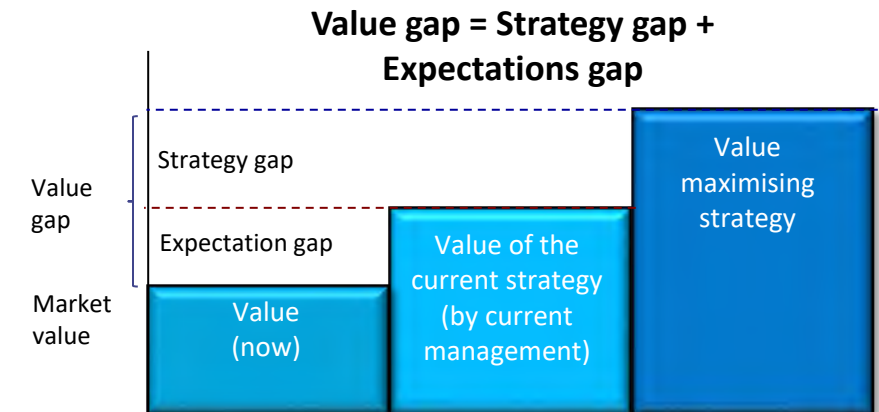 Value gap = Strategy gap +
Expectations gap
Strategy gap
Value
gap
Expectation gap
Market
value
Value
(now)
Value of the
current strategy
(by current
management)
Value
maximising
strategy